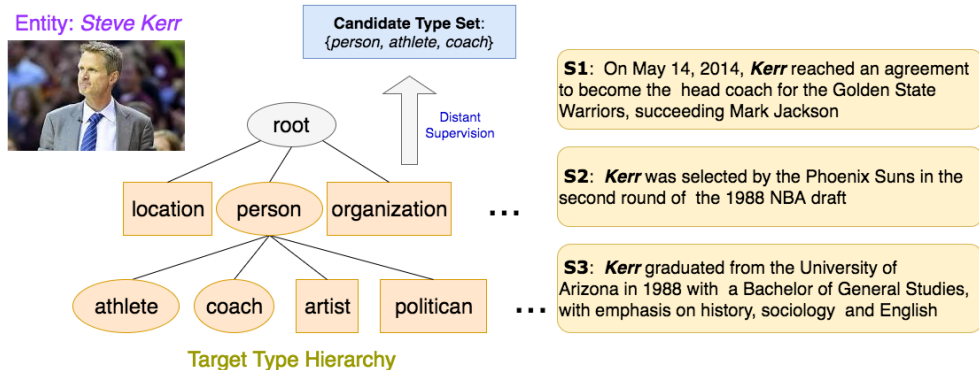 Entity: Steve Kerr
Candidate Type Set:
{person, athlete, coach}
Distant
Supervision
root
location
person
organization
...
athlete
coach
artist
politican
...
Target Type Hierarchy
S1: On May 14, 2014, Kerr reached an agreement
to become the head coach for the Golden State
Warriors, succeeding Mark Jackson
S2: Kerr was selected by the Phoenix Suns in the
second round of the 1988 NBA draft
S3: Kerr graduated from the University of
Arizona in 1988 with a Bachelor of General Studies,
with emphasis on history, sociology and English